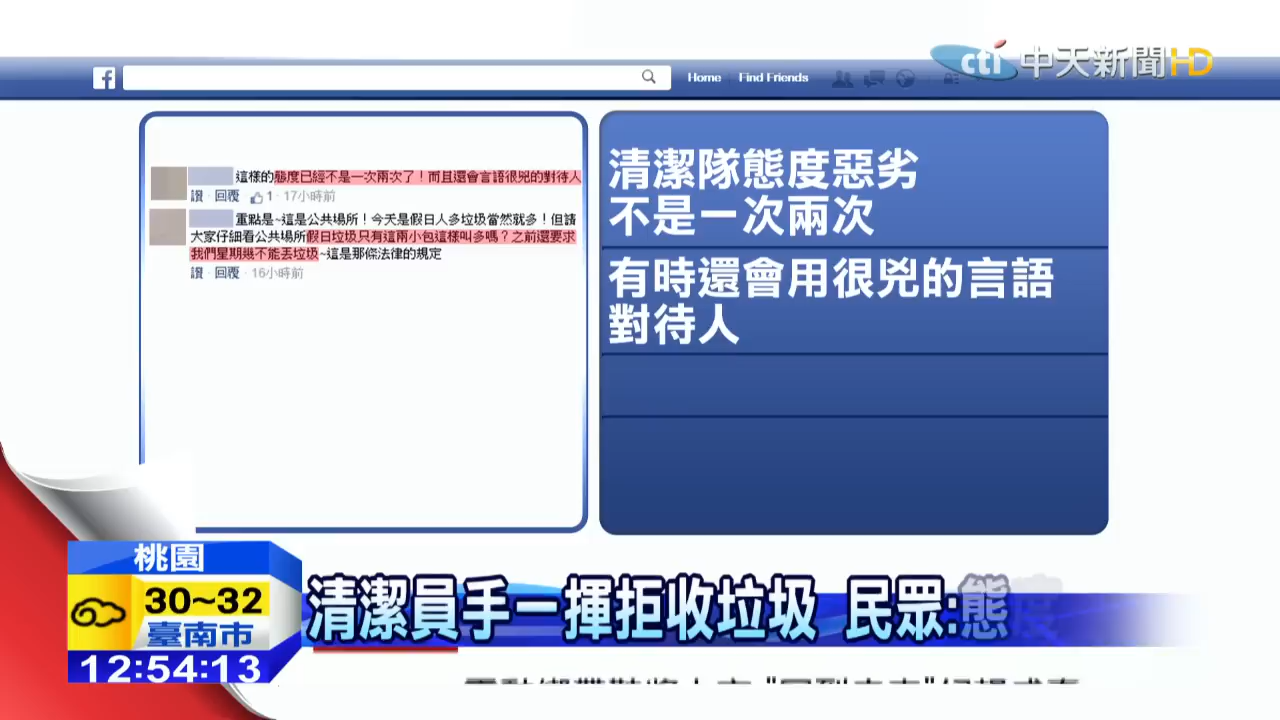 cti 中天新聞HD
f
Home Find Friends
這樣的態度已經不是一次兩次了！而且還會言語很兇的對待人
讚 · 回覆 · 1 · 17小時前
重點是~這是公共場所！今天是假日人多垃圾當然就多！但請
大家仔細看公共場所假日垃圾只有這兩小包這樣叫多嗎？之前還要求
我們星期幾不能丟垃圾~這是那條法律的規定
讚 · 回覆 · 16小時前
清潔隊態度惡劣
不是一次兩次
有時還會用很兇的言語
對待人
桃園
30~32
臺南市
12:54:13
清潔員手一揮拒收垃圾 民眾:態度